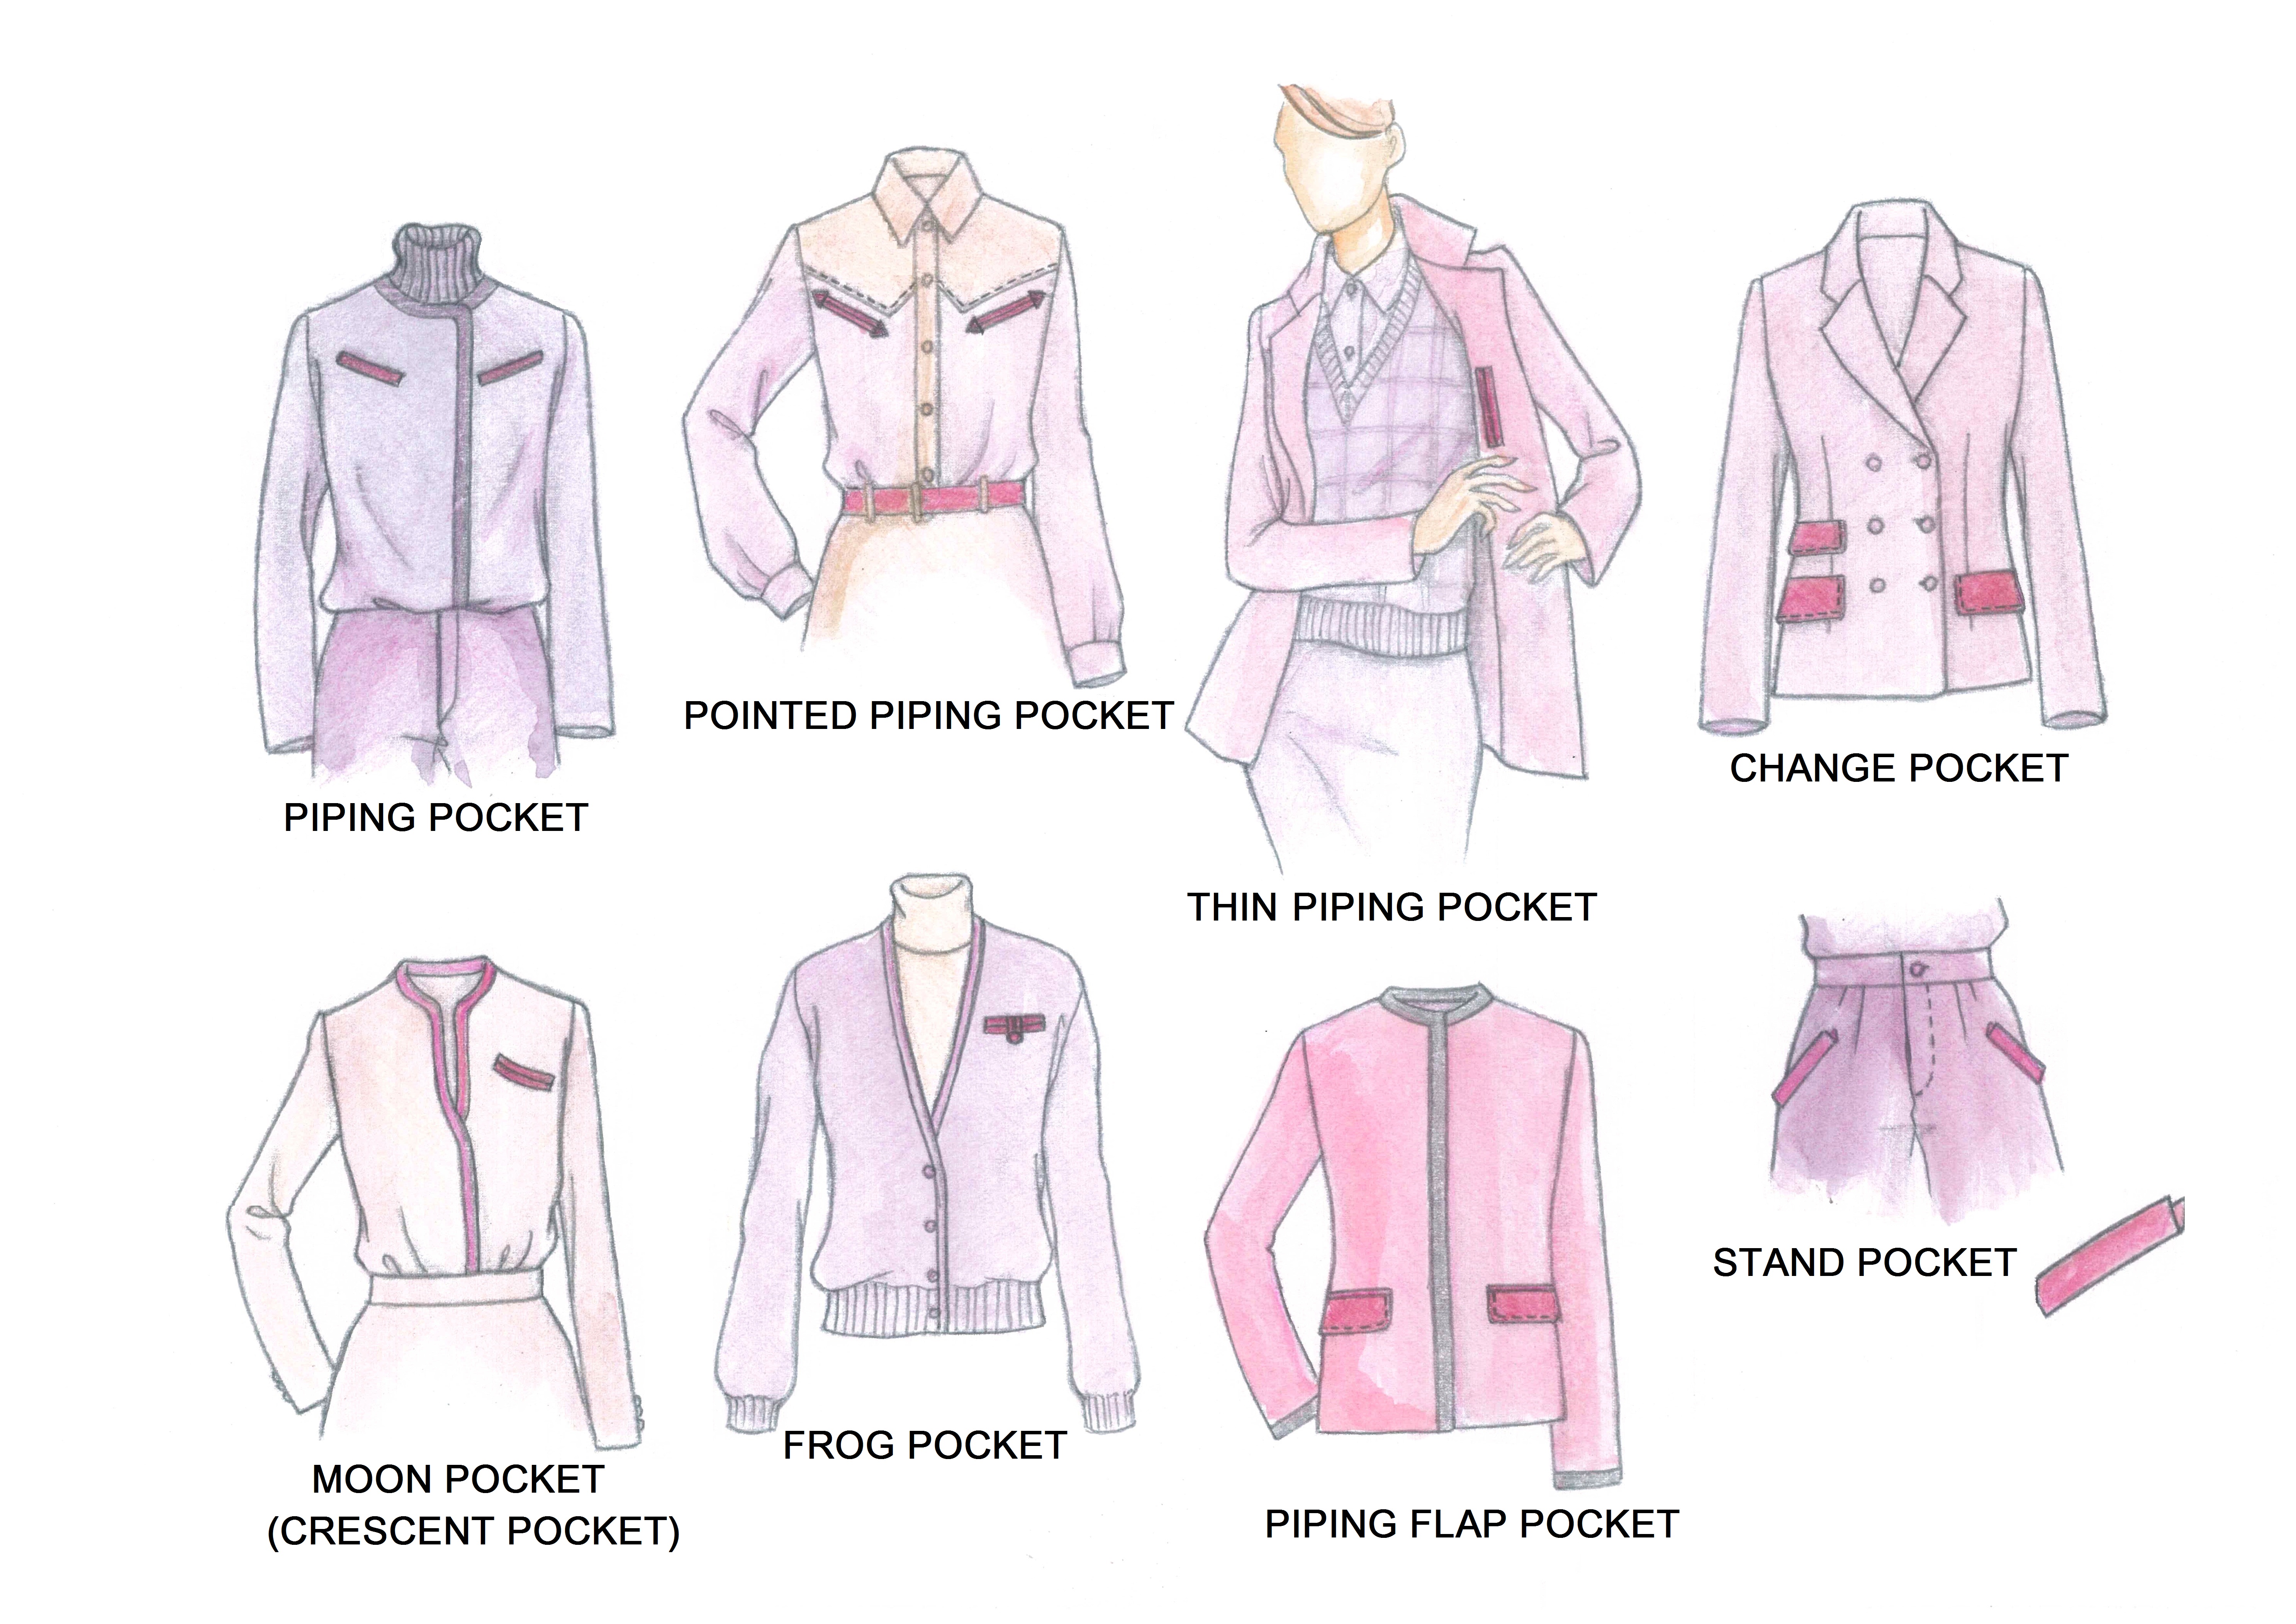 PIPING POCKET
POINTED PIPING POCKET
THIN PIPING POCKET
CHANGE POCKET
MOON POCKET
(CRESCENT POCKET)
FROG POCKET
PIPING FLAP POCKET
STAND POCKET